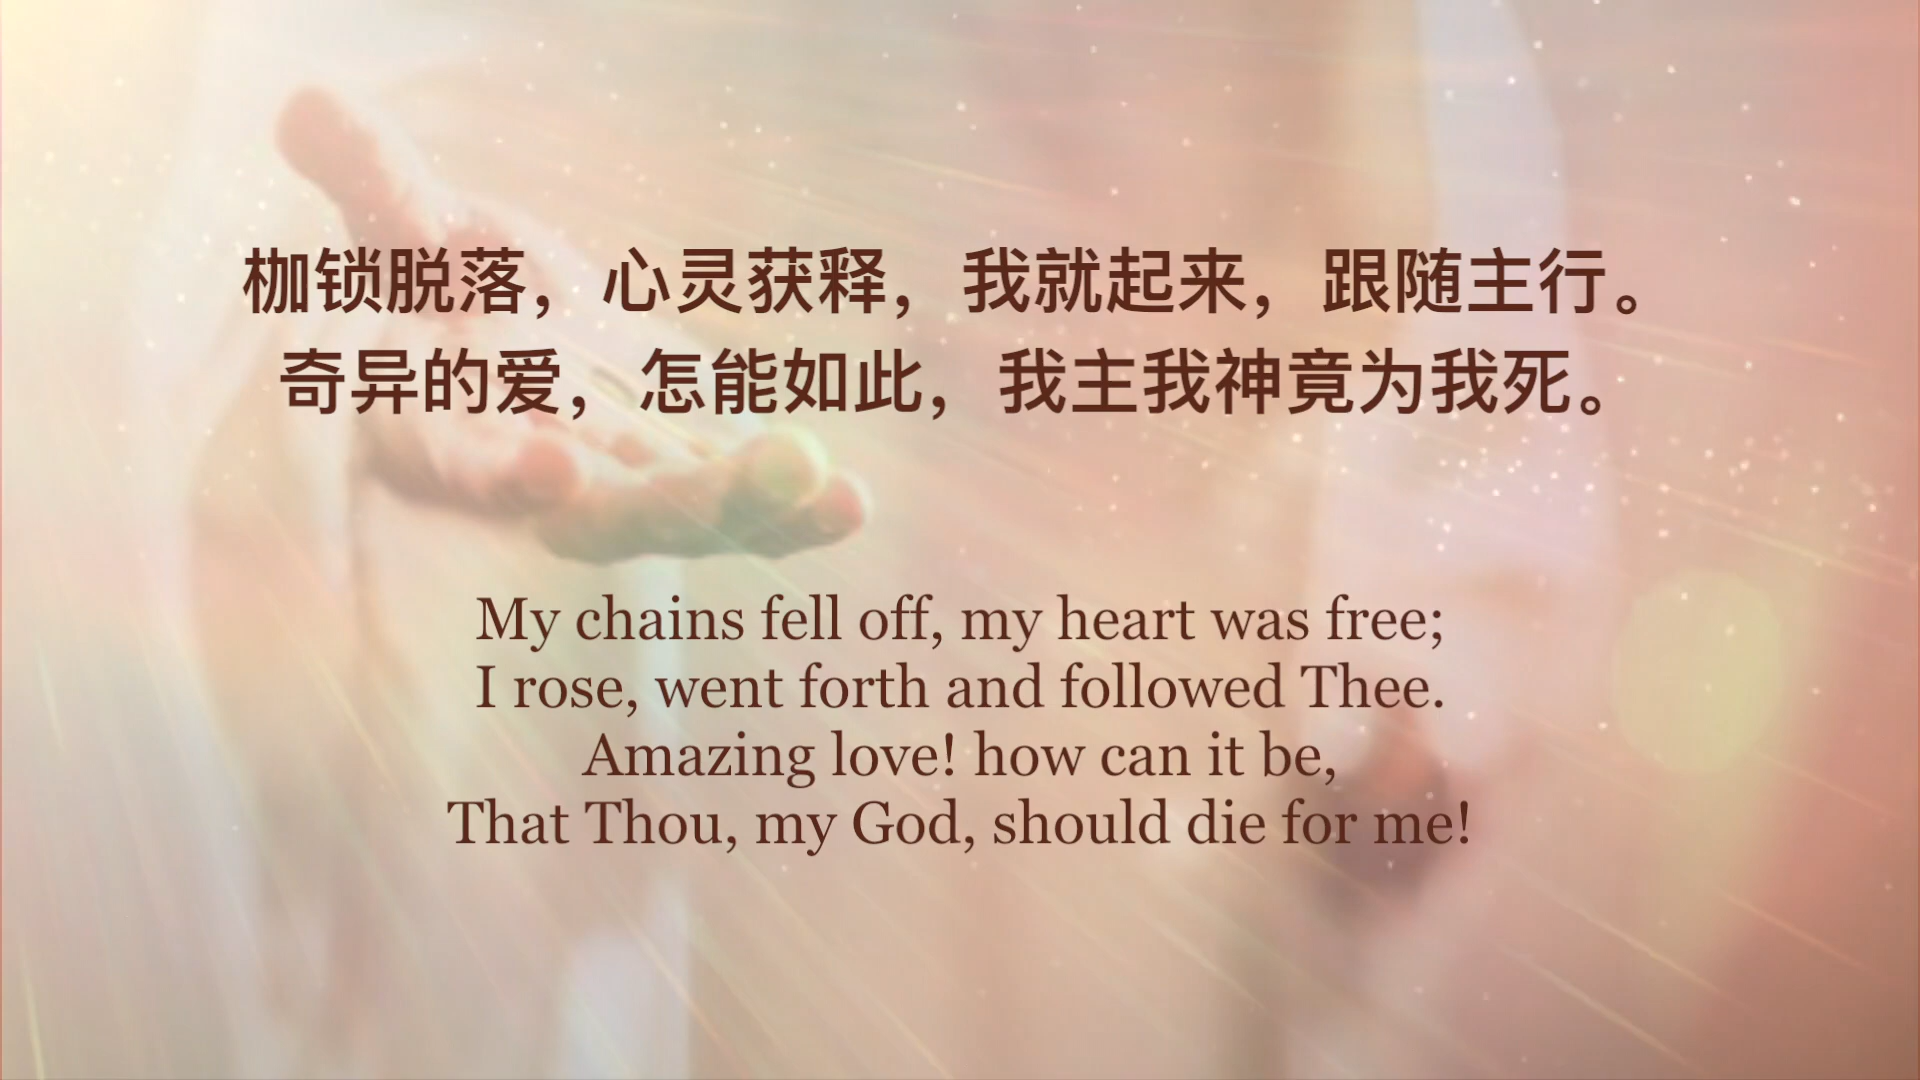 枷锁脱落，心灵获释，我就起来，跟随主行。
奇异的爱，怎能如此，我主我神竟为我死。
My chains fell off, my heart was free;
I rose, went forth and followed Thee.
Amazing love! how can it be,
That Thou, my God, should die for me!